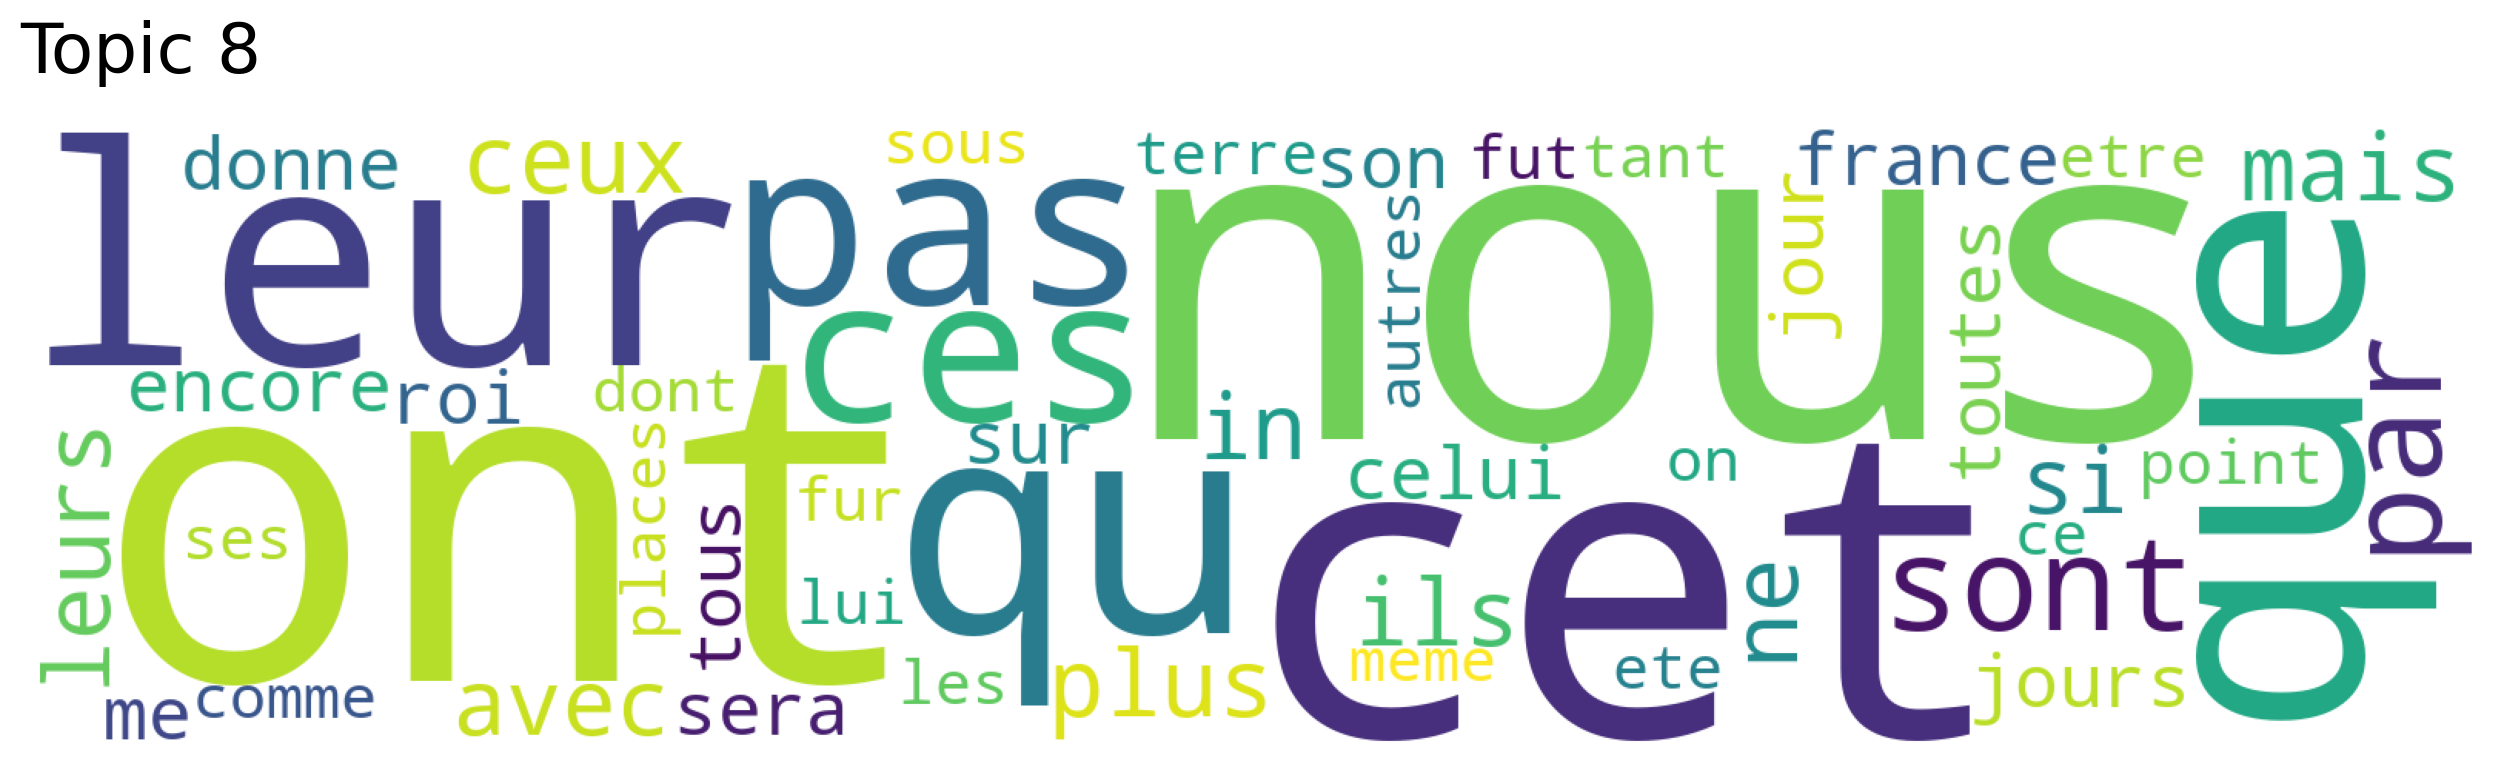 Topic 8
donne ceux sous terre son fut tant france etre mais
leur pas nous que
ces autres jour toutes par
encore roi dont sur in celui on si point
leurs ont qu cet
ses places tous fur lui ils ne ce sont
meme ete
me comme avec sera les plus jours